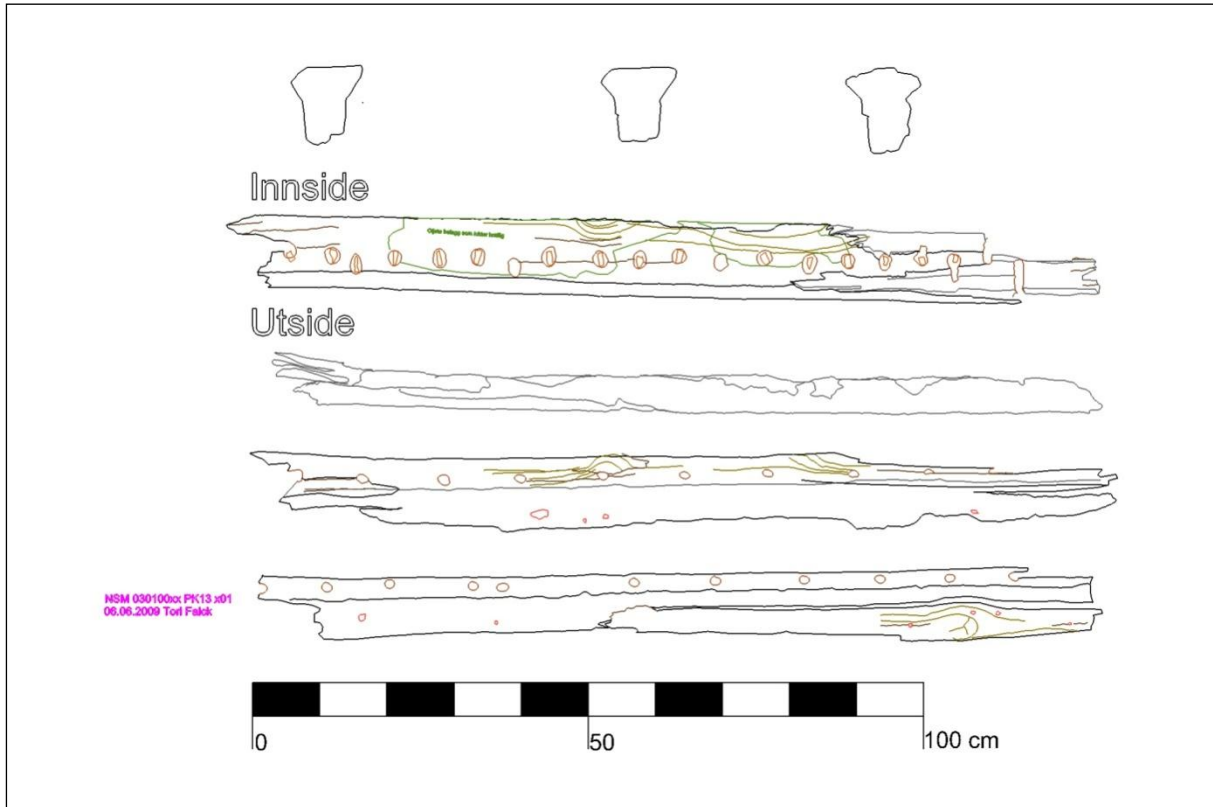 Innside
Utside
NSM 030100xx PK13 x01
06.06.2009 Tori Falck
0
50
100 cm